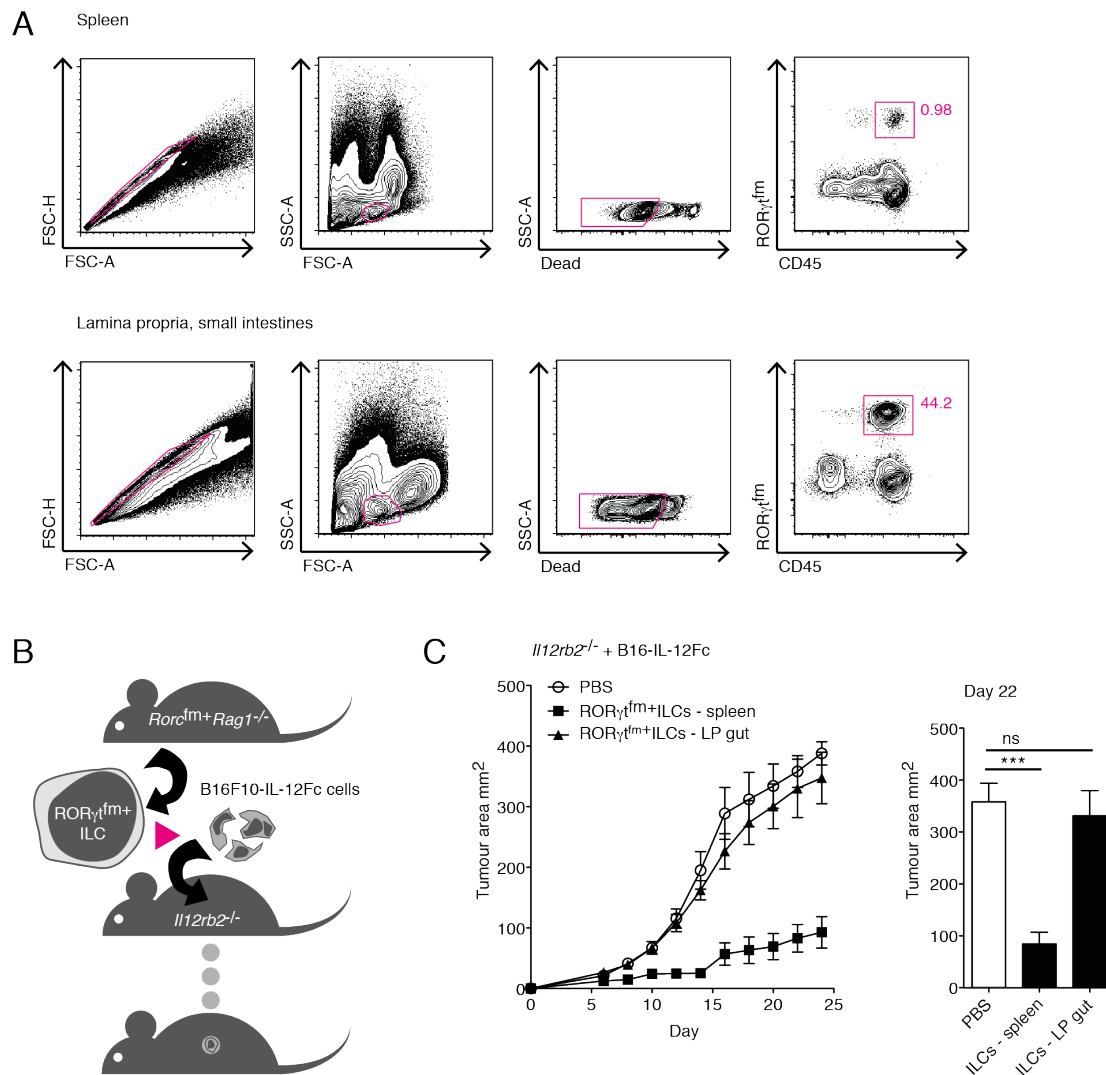 A
Spleen
FSC-H
FSC-A
SSC-A
FSC-A
SSC-A
Dead
RORγtfm
CD45
0.98
Lamina propria, small intestines
FSC-H
FSC-A
SSC-A
FSC-A
SSC-A
Dead
RORγtfm
CD45
44.2
B
Rorcfm+Rag1-/-
RORγtfm+
ILC
B16F10-IL-12Fc cells
Il12rb2-/-
C
Il12rb2-/- + B16-IL-12Fc
PBS
RORγtfm+ILCs - spleen
RORγtfm+ILCs - LP gut
Tumour area mm2
500
400
300
200
100
0
0 5 10 15 20 25
Day
Day 22
ns
***
Tumour area mm2
500
400
300
200
100
0
PBS
ILCs - spleen
ILCs - LP gut